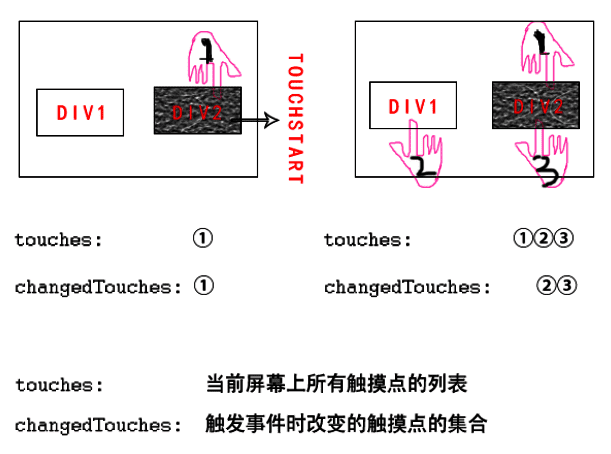 1
DIV1 DIV2
TOUCHSTART
1
DIV1 DIV2
2 3
touches: ① touches: ①②③
changedTouches: ① changedTouches: ②③
touches: 当前屏幕上所有触摸点的列表
changedTouches: 触发事件时改变的触摸点的集合